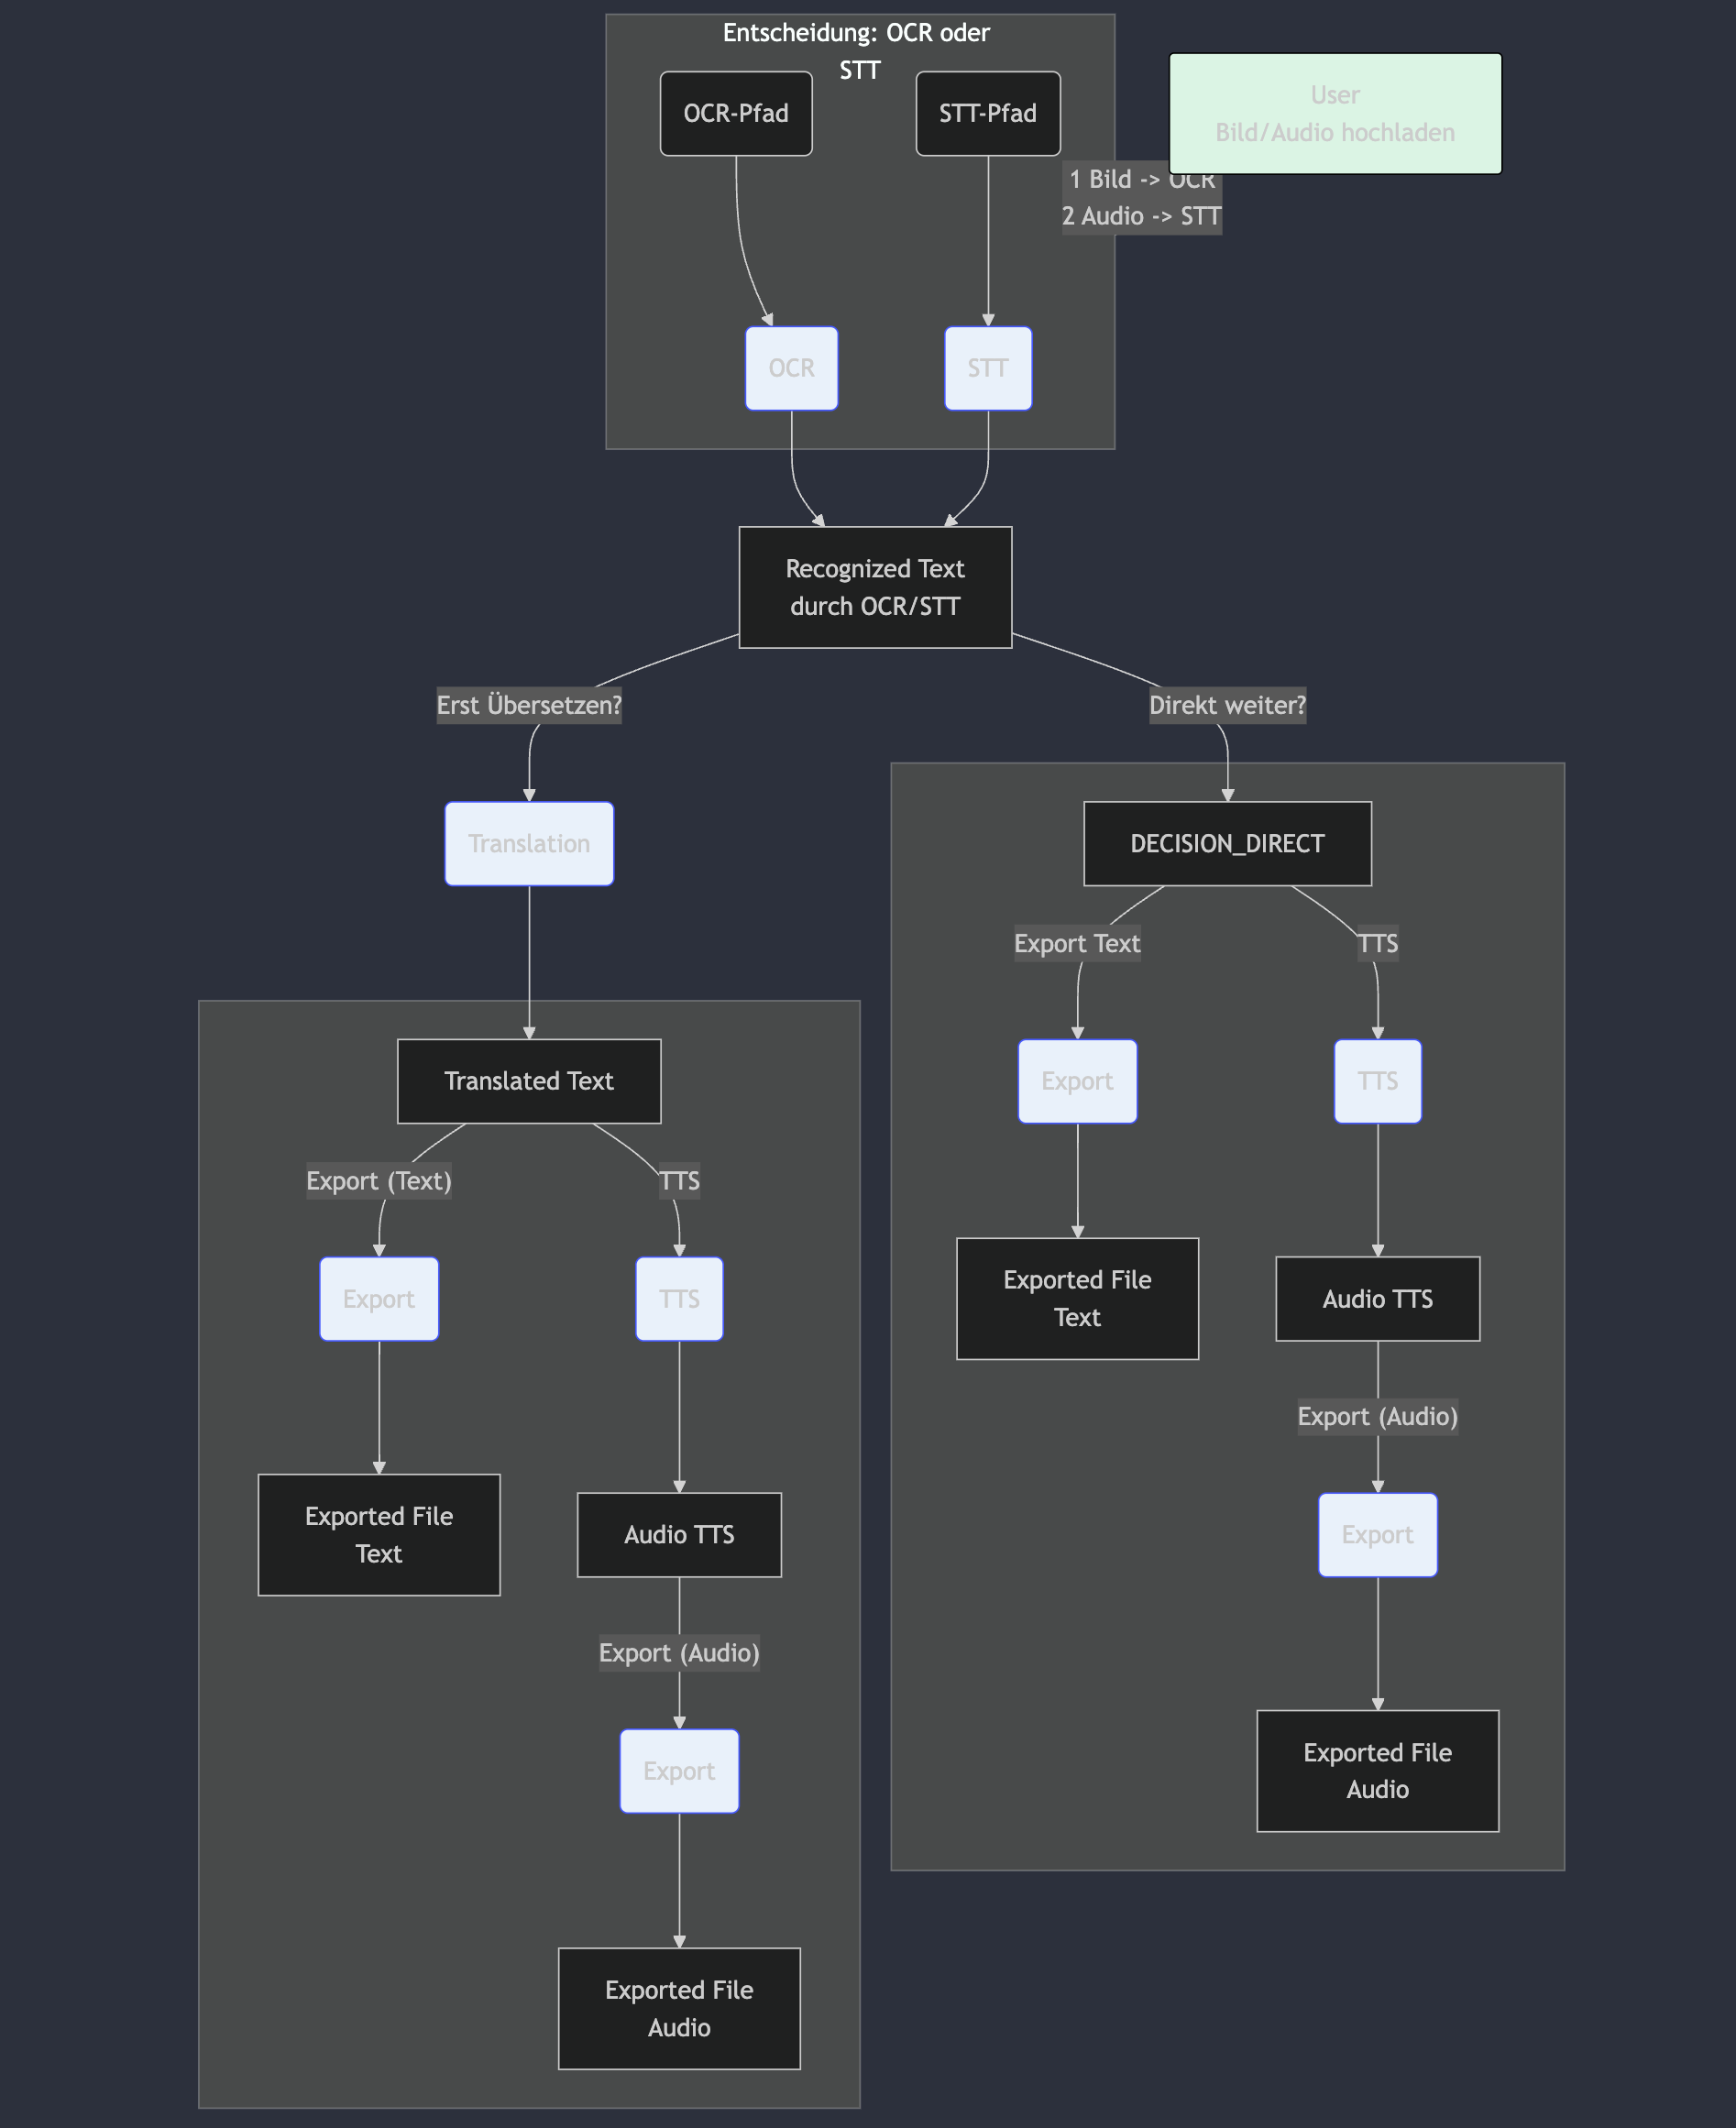 Entscheidung: OCR oder
STT
User
Bild/Audio hochladen
OCR-Pfad
STT-Pfad
1 Bild -> OCR
2 Audio -> STT
OCR
STT
Recognized Text
durch OCR/STT
Erst Übersetzen?
Direkt weiter?
Translation
DECISION_DIRECT
Export Text
TTS
Translated Text
Export
TTS
Export (Text)
TTS
Export
TTS
Exported File
Text
Audio TTS
Export (Audio)
Exported File
Text
Audio TTS
Export
Export (Audio)
Export
Exported File
Audio
Exported File
Audio